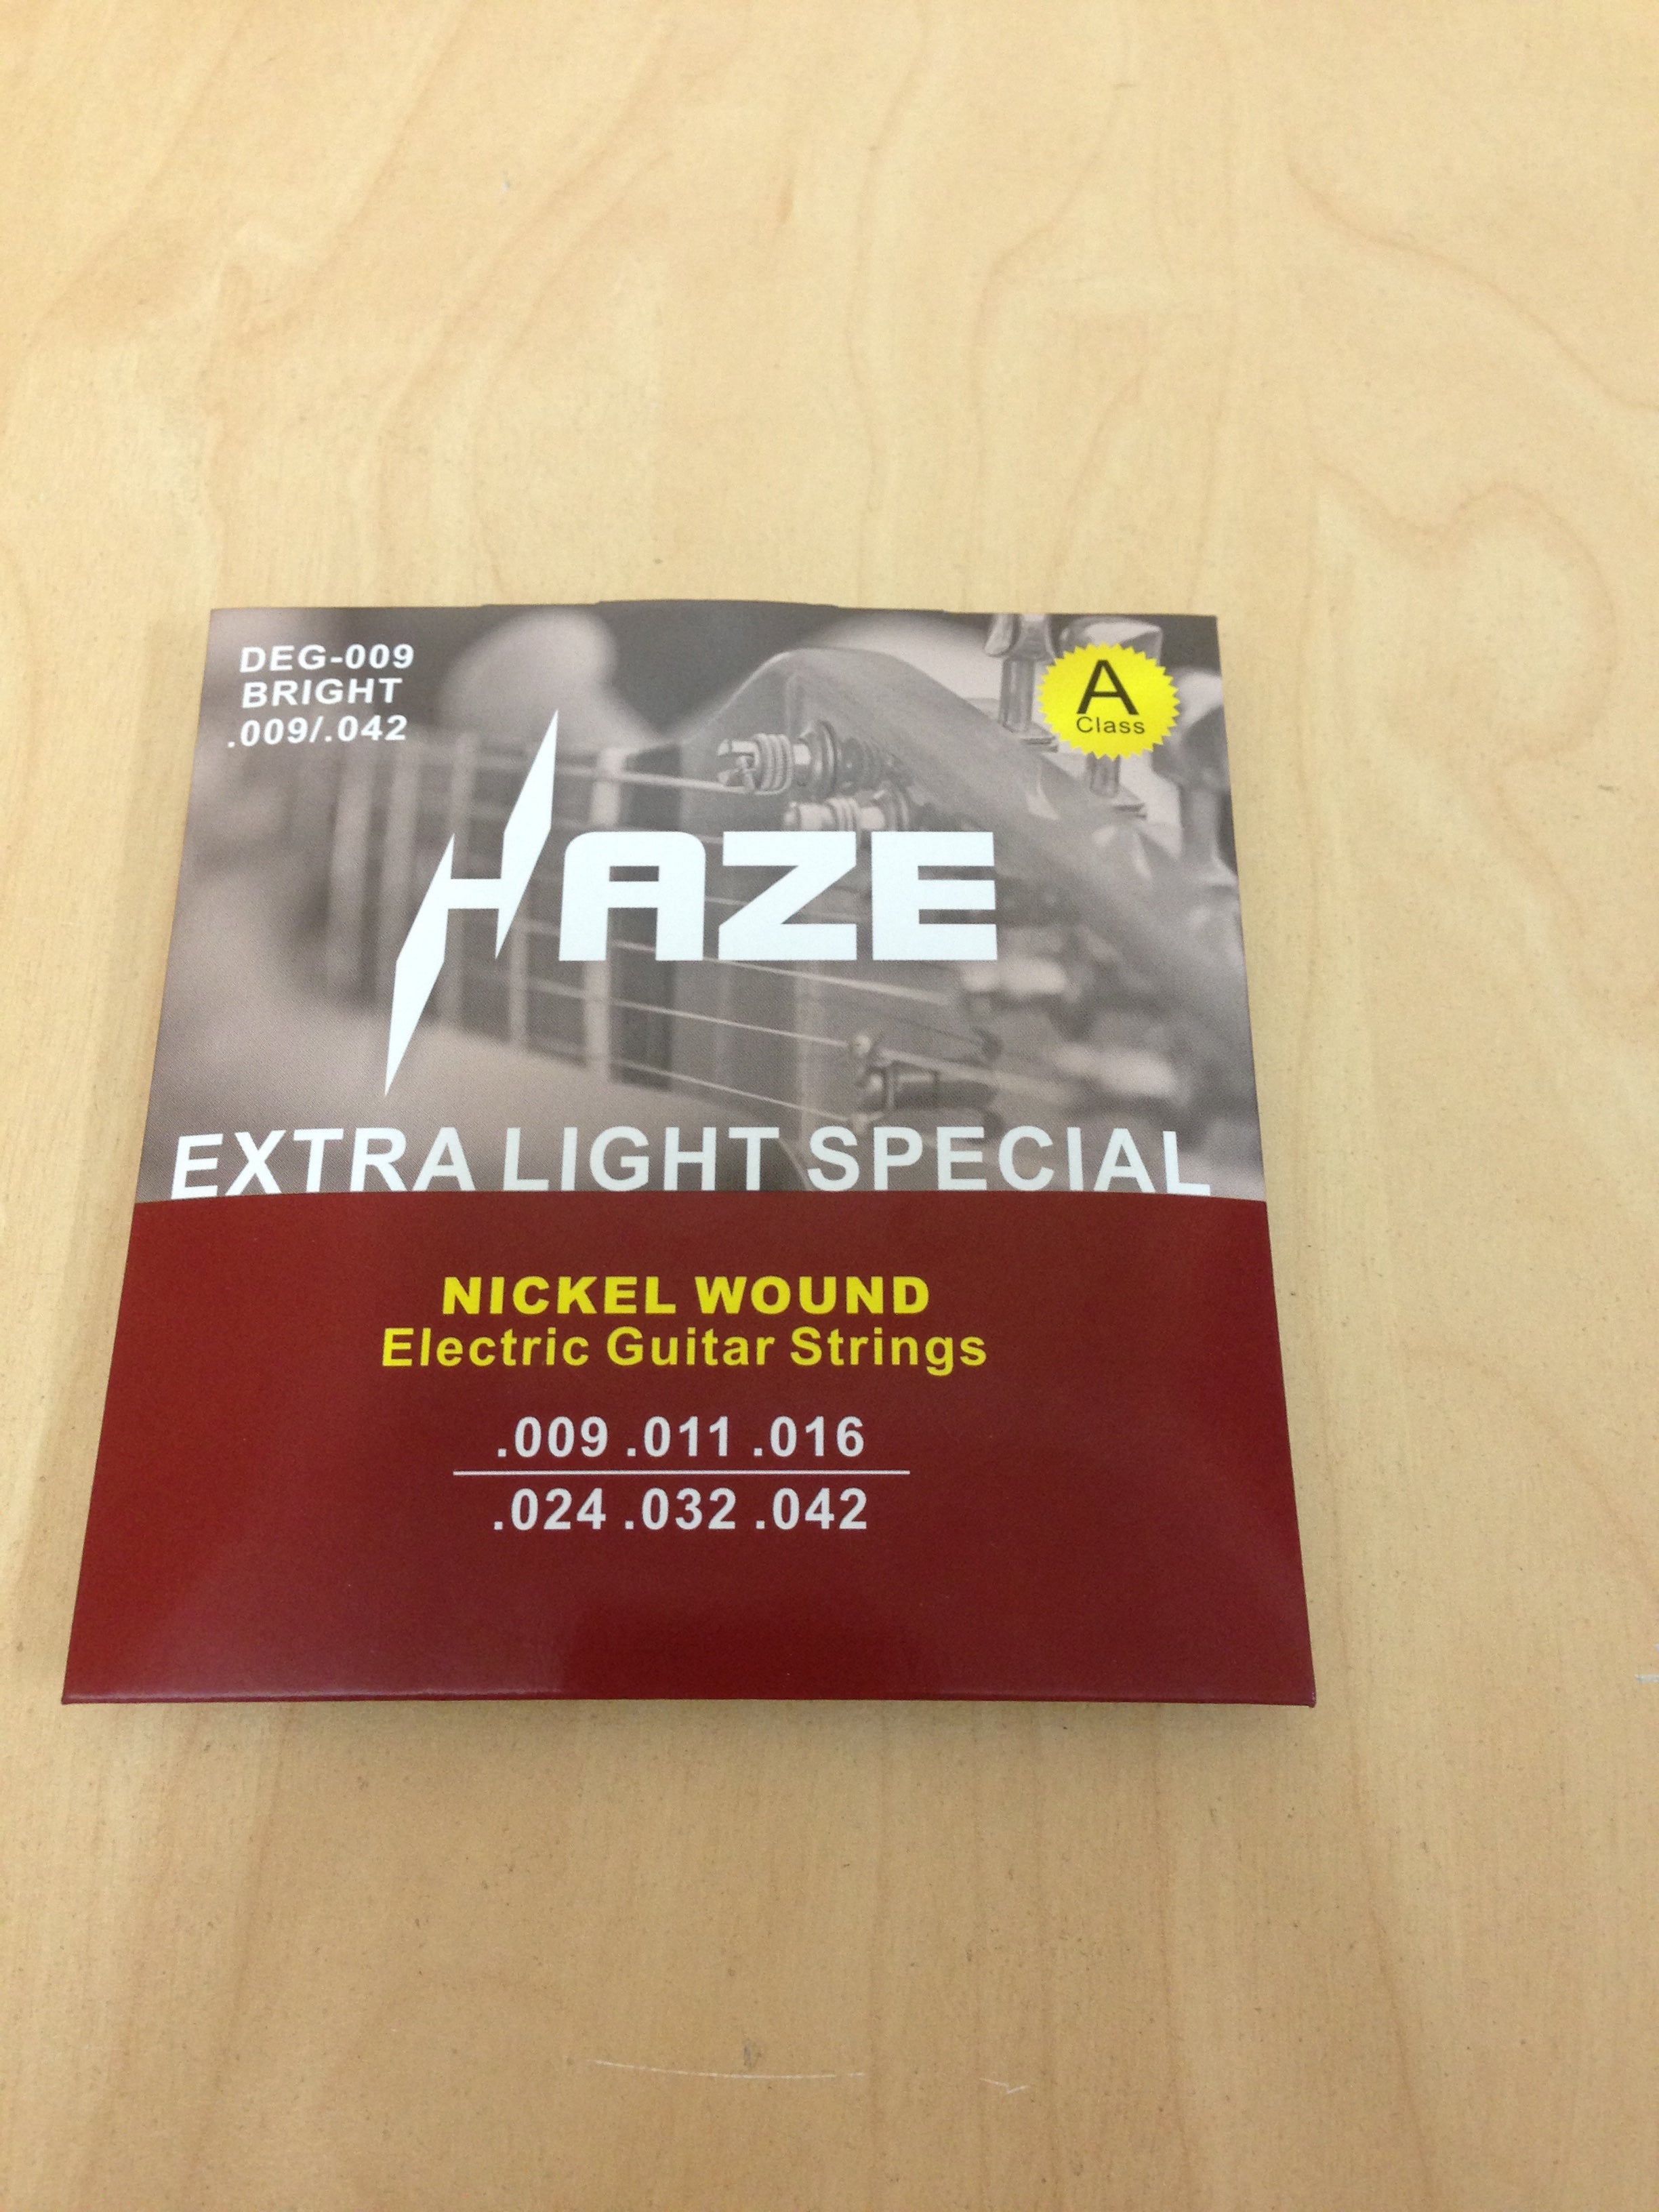 DEG-009
BRIGHT
.009/.042
A
Class
HAZE
EXTRA LIGHT SPECIAL
NICKEL WOUND
Electric Guitar Strings
.009 .011 .016
.024 .032 .042